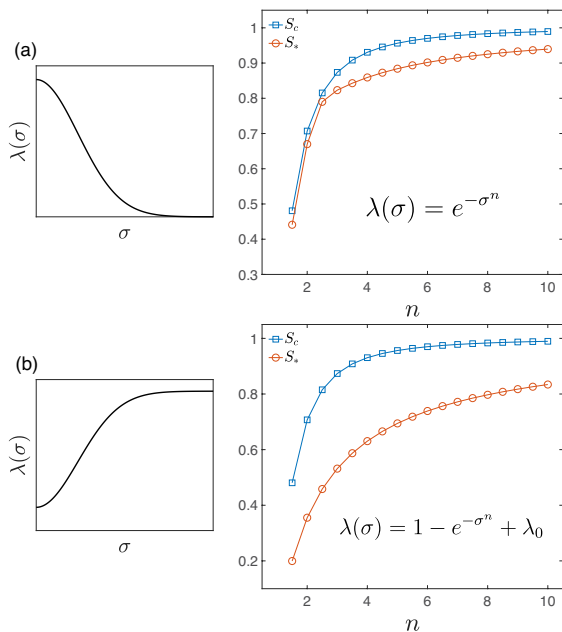 (a)
λ(σ)
σ
S_c
S_*
1
0.9
0.8
0.7
0.6
0.5
0.4
0.3
λ(σ) = e^{-σ^n}
2 4 6 8 10
n
(b)
λ(σ)
σ
S_c
S_*
1
0.8
0.6
0.4
0.2
λ(σ) = 1 − e^{-σ^n} + λ_0
2 4 6 8 10
n